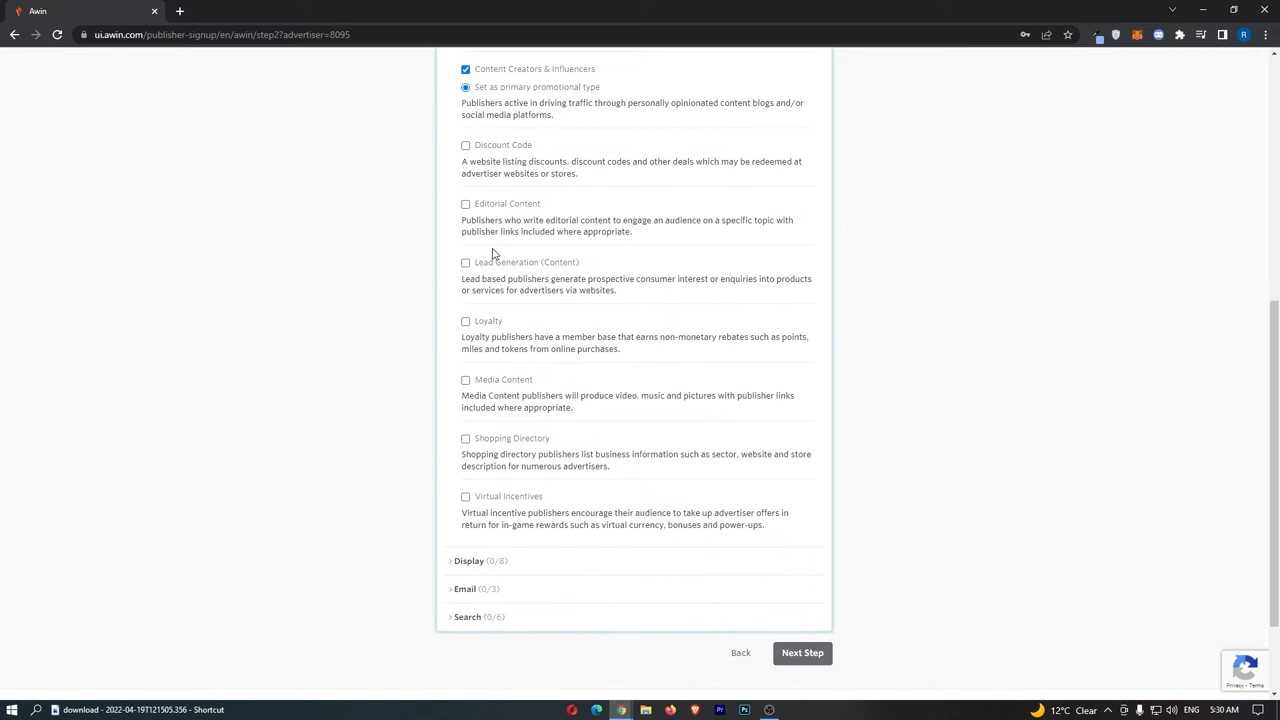 Awin
ui.awin.com/publisher-signup/en/awin/step2?advertiser=8095
R
Content Creators & Influencers
Set as primary promotional type
Publishers active in driving traffic through personally opinionated content blogs and/or
social media platforms.
Discount Code
A website listing discounts, discount codes and other deals which may be redeemed at
advertiser websites or stores.
Editorial Content
Publishers who write editorial content to engage an audience on a specific topic with
publisher links included where appropriate.
Lead Generation (Content)
Lead based publishers generate prospective consumer interest or enquiries into products
or services for advertisers via websites.
Loyalty
Loyalty publishers have a member base that earns non-monetary rebates such as points,
miles and tokens from online purchases.
Media Content
Media Content publishers will produce video, music and pictures with publisher links
included where appropriate.
Shopping Directory
Shopping directory publishers list business information such as sector, website and store
description for numerous advertisers.
Virtual Incentives
Virtual incentive publishers encourage their audience to take up advertiser offers in
return for in-game rewards such as virtual currency, bonuses and power-ups.
Display (0/8)
Email (0/3)
Search (0/6)
Back
Next Step
Privacy - Terms
download - 2022-04-19T121505.356 - Shortcut
Pr
Ps
12°C Clear
ENG
5:30 AM